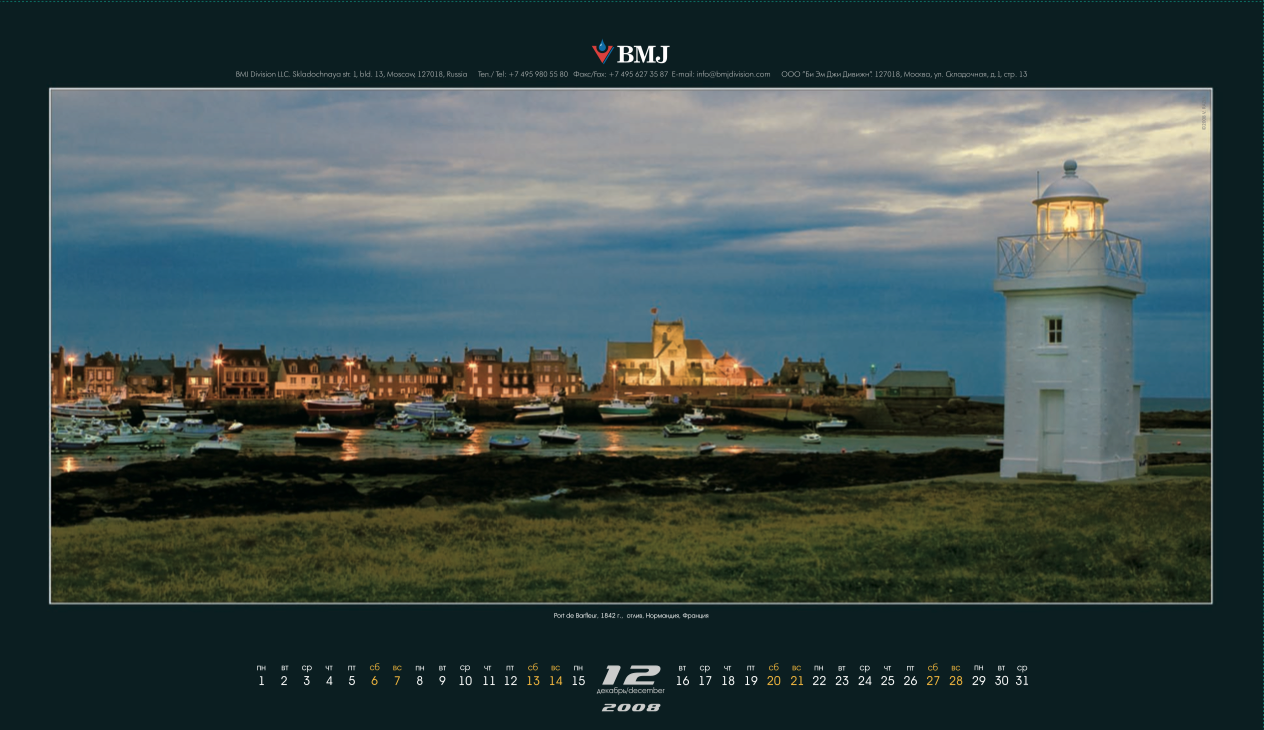 BMJ
BMJ Division LLC. Skladochnaya str. 1, bld. 13, Moscow, 127018, Russia Тел./ Tel: +7 495 980 55 80 Факс/Fax: +7 495 627 35 87 E-mail: info@bmjdivision.com ООО "Би Эм Джи Дивижн". 127018, Москва, ул. Складочная, д.1, стр. 13
Port de Barfleur, 1842 г., отлив, Нормандия, Франция
пн вт ср чт пт сб вс пн вт ср чт пт сб вс пн 12 вт ср чт пт сб вс пн вт ср чт пт сб вс пн вт ср
1 2 3 4 5 6 7 8 9 10 11 12 13 14 15 16 17 18 19 20 21 22 23 24 25 26 27 28 29 30 31
декабрь/december
2008